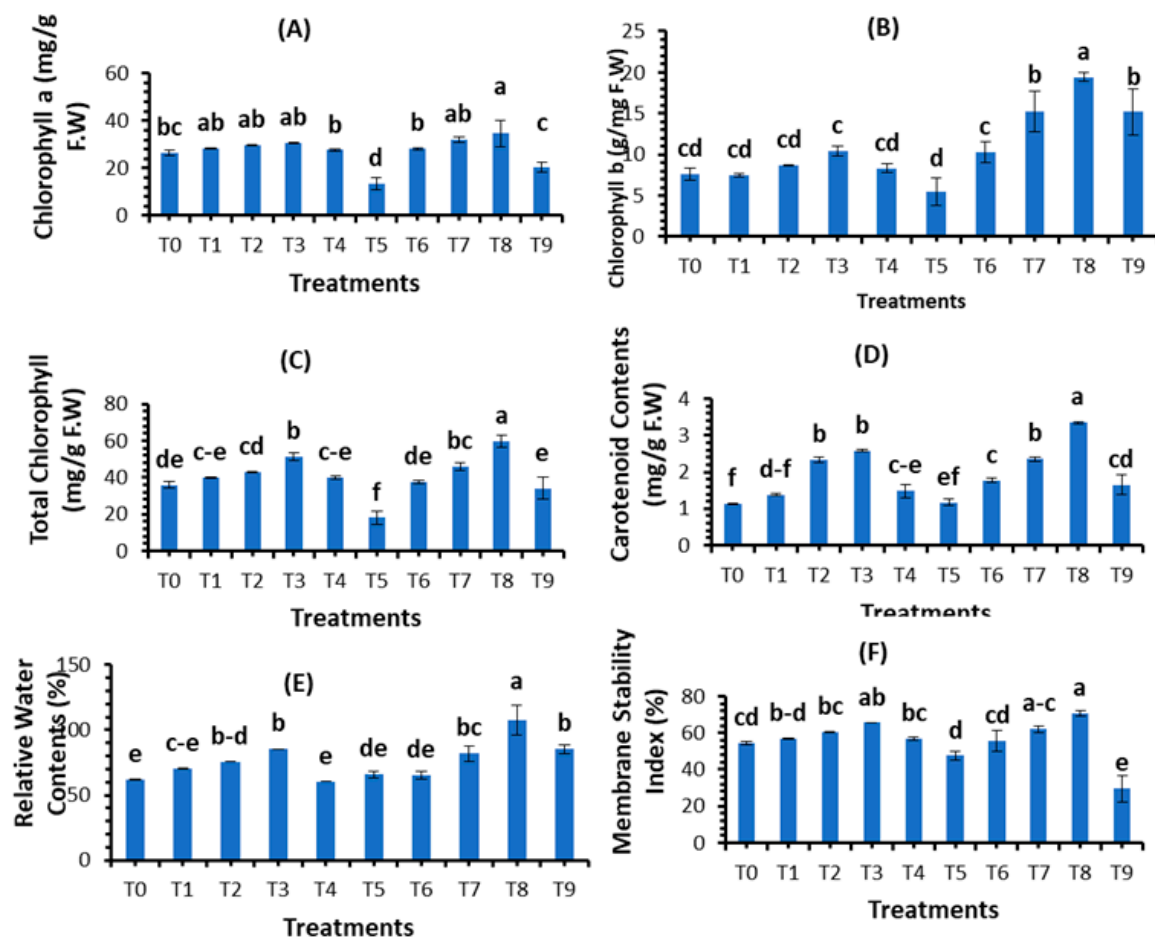 (A)
Chlorophyll a (mg/g
F.W)
60
40
20
0
bc ab ab ab b d b ab a c
T0 T1 T2 T3 T4 T5 T6 T7 T8 T9
Treatments
(B)
Chlorophyll b (g/mg F.W)
25
20
15
10
5
0
cd cd cd c cd d c b a b
T0 T1 T2 T3 T4 T5 T6 T7 T8 T9
Treatments
(C)
Total Chlorophyll
(mg/g F.W)
80
60
40
20
0
de c-e cd b c-e f de bc a e
T0 T1 T2 T3 T4 T5 T6 T7 T8 T9
Treatments
(D)
Carotenoid Contents
(mg/g F.W)
4
3
2
1
0
f d-f b b c-e ef c b a cd
T0 T1 T2 T3 T4 T5 T6 T7 T8 T9
Treatments
(E)
Relative Water
Contents (%)
150
100
50
0
e c-e b-d b e de de bc a b
T0 T1 T2 T3 T4 T5 T6 T7 T8 T9
Treatments
(F)
Membrane Stability
Index (%)
80
60
40
20
0
cd b-d bc ab bc d cd a-c a e
T0 T1 T2 T3 T4 T5 T6 T7 T8 T9
Treatments